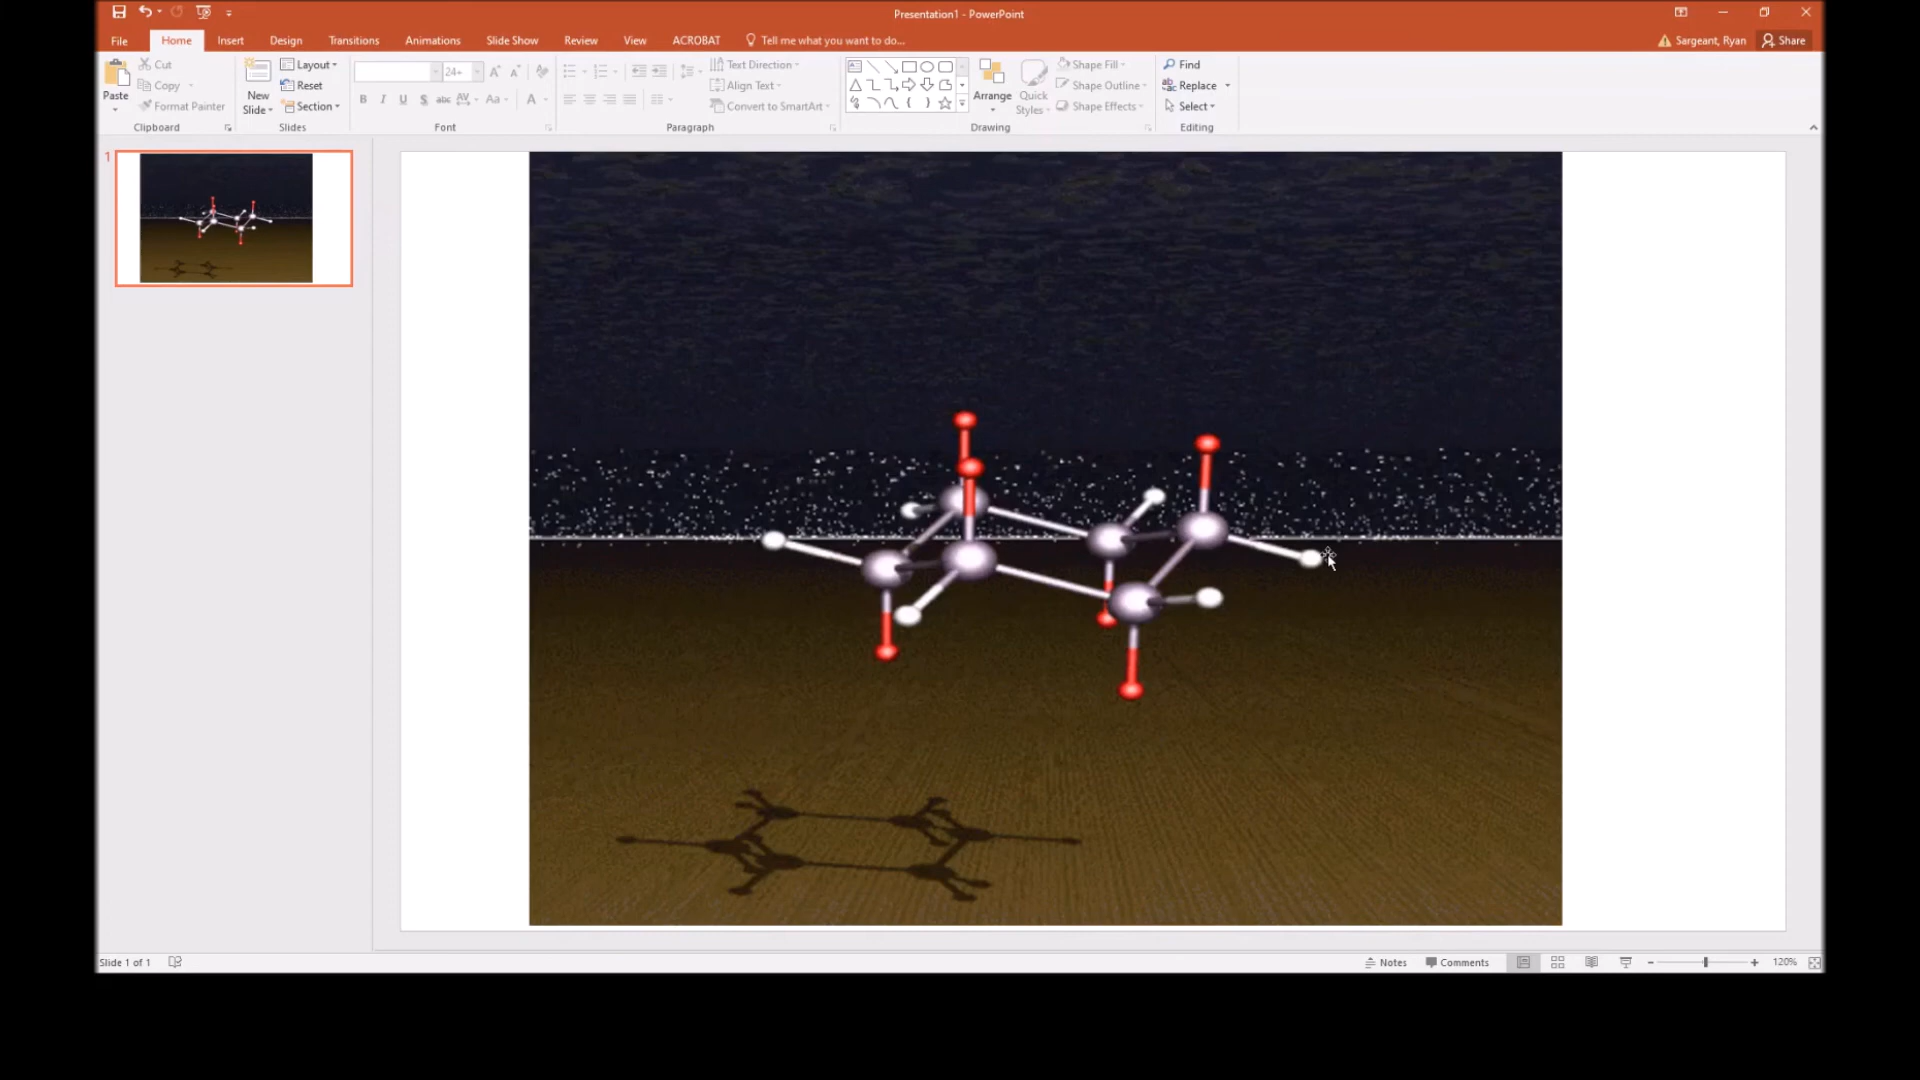 Presentation1 - PowerPoint
File Home Insert Design Transitions Animations Slide Show Review View ACROBAT Tell me what you want to do... Sargeant, Ryan Share
Paste
Cut
Copy
Format Painter
Clipboard
New
Slide
Layout
Reset
Section
Slides
24+
B I U S abc AV Aa A
Font
Text Direction
Align Text
Convert to SmartArt
Paragraph
Arrange
Quick
Styles
Shape Fill
Shape Outline
Shape Effects
Drawing
Find
Replace
Select
Editing
1
Slide 1 of 1
Notes Comments 120%